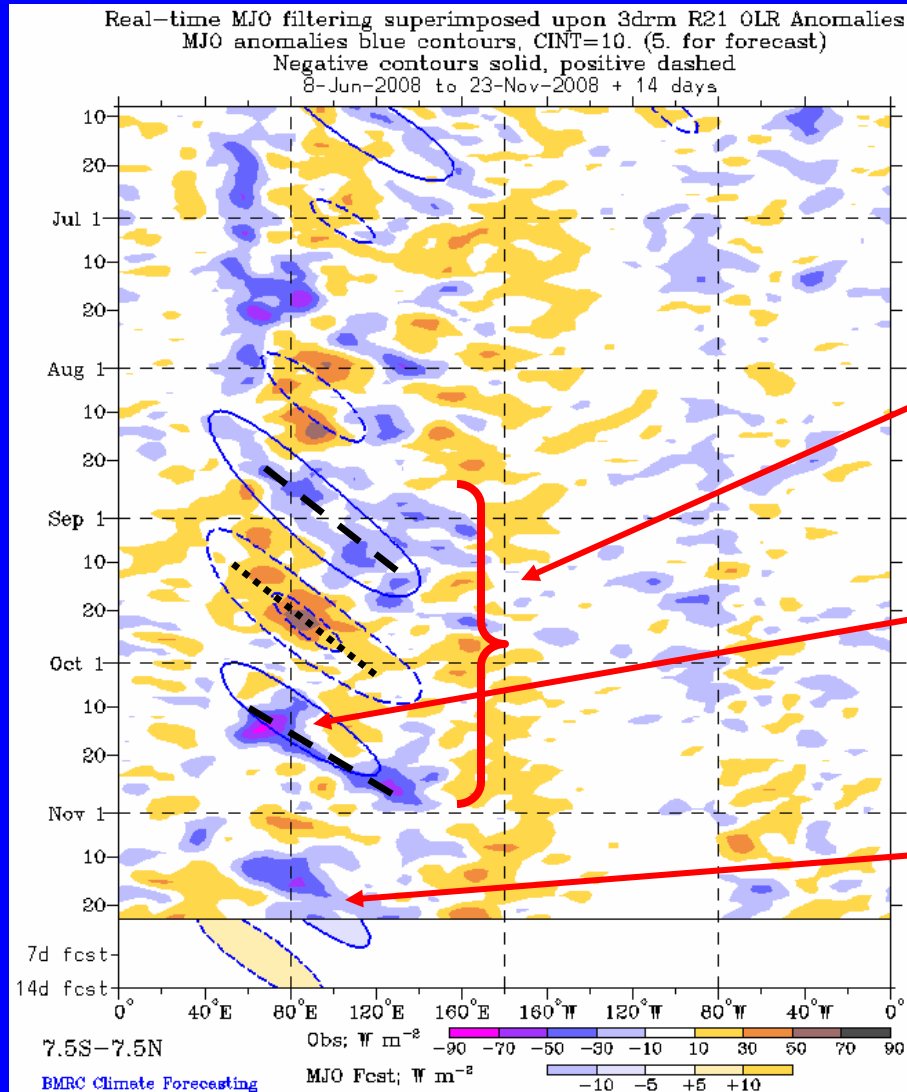 Real-time MJO filtering superimposed upon 3drm R21 OLR Anomalies
MJO anomalies blue contours, CINT=10. (5. for forecast)
Negative contours solid, positive dashed
8-Jun-2008 to 23-Nov-2008 + 14 days
10
20
Jul 1
10
20
Aug 1
10
20
Sep 1
10
20
Oct 1
10
20
Nov 1
10
20
7d fcst
14d fcst
0° 40°E 80°E 120°E 160°E 160°W 120°W 80°W 40°W 0°
7.5S-7.5N
Obs; W m⁻²
-90 -70 -50 -30 -10 10 30 50 70 90
BMRC Climate Forecasting
MJO Fcst; W m⁻²
-10 -5 +5 +10